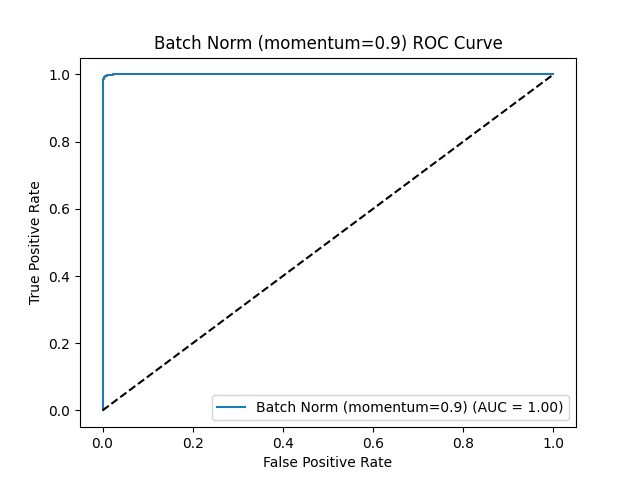 Batch Norm (momentum=0.9) ROC Curve
1.0
0.8
0.6
0.4
0.2
0.0
True Positive Rate
Batch Norm (momentum=0.9) (AUC = 1.00)
0.0 0.2 0.4 0.6 0.8 1.0
False Positive Rate